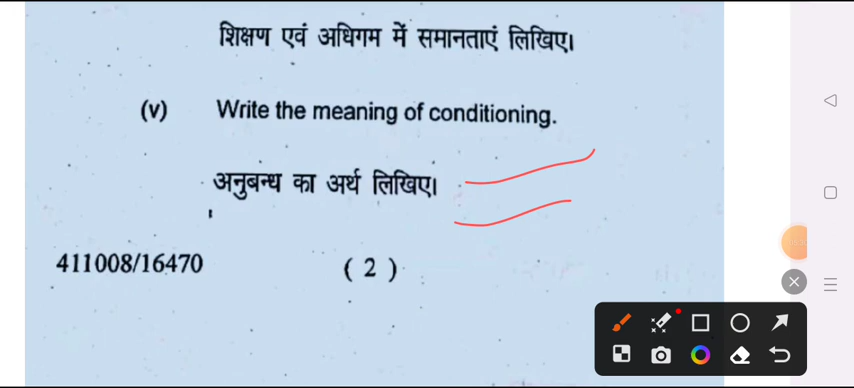 शिक्षण एवं अधिगम में समानताएं लिखिए।
(v) Write the meaning of conditioning.
अनुबन्ध का अर्थ लिखिए।
411008/16470 ( 2 )